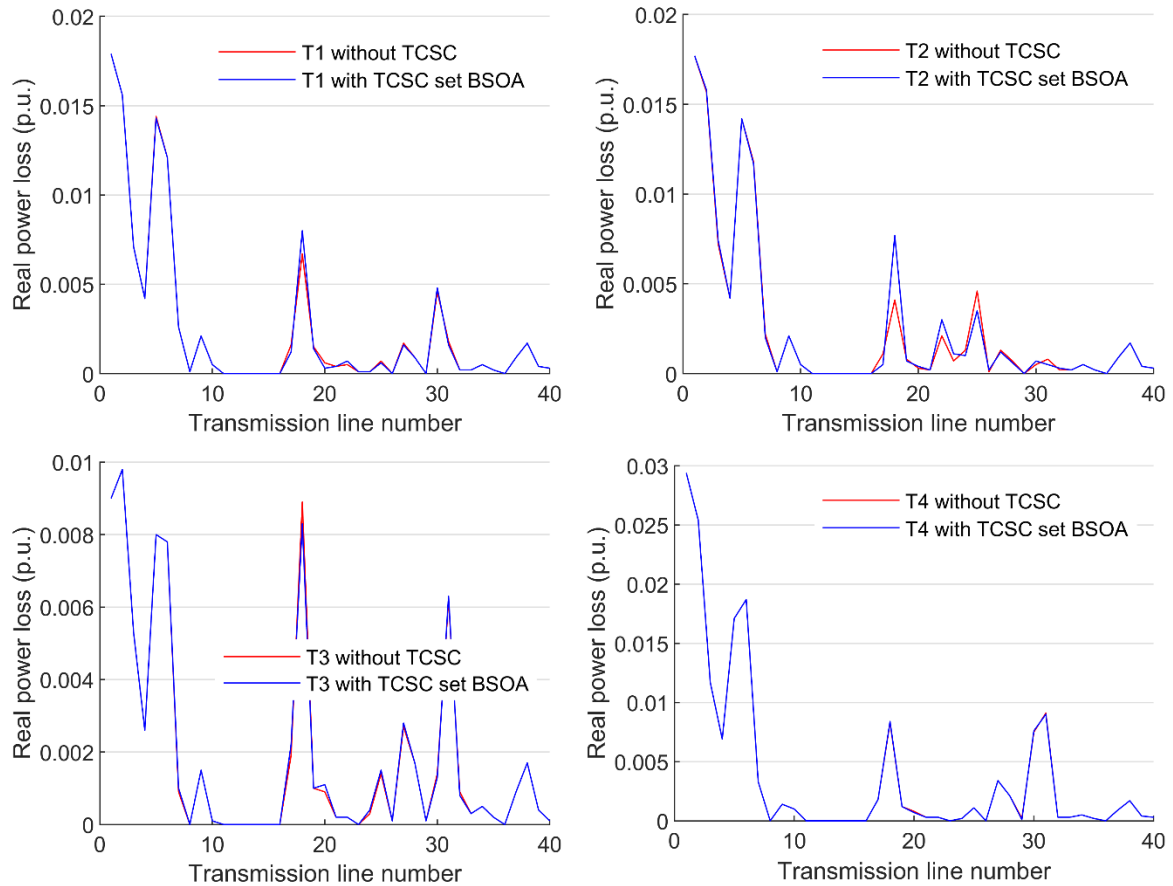 0.02
0.015
0.01
0.005
0
Real power loss (p.u.)
T1 without TCSC
T1 with TCSC set BSOA
0 10 20 30 40
Transmission line number
0.02
0.015
0.01
0.005
0
Real power loss (p.u.)
T2 without TCSC
T2 with TCSC set BSOA
0 10 20 30 40
Transmission line number
0.01
0.008
0.006
0.004
0.002
0
Real power loss (p.u.)
T3 without TCSC
T3 with TCSC set BSOA
0 10 20 30 40
Transmission line number
0.03
0.025
0.02
0.015
0.01
0.005
0
Real power loss (p.u.)
T4 without TCSC
T4 with TCSC set BSOA
0 10 20 30 40
Transmission line number